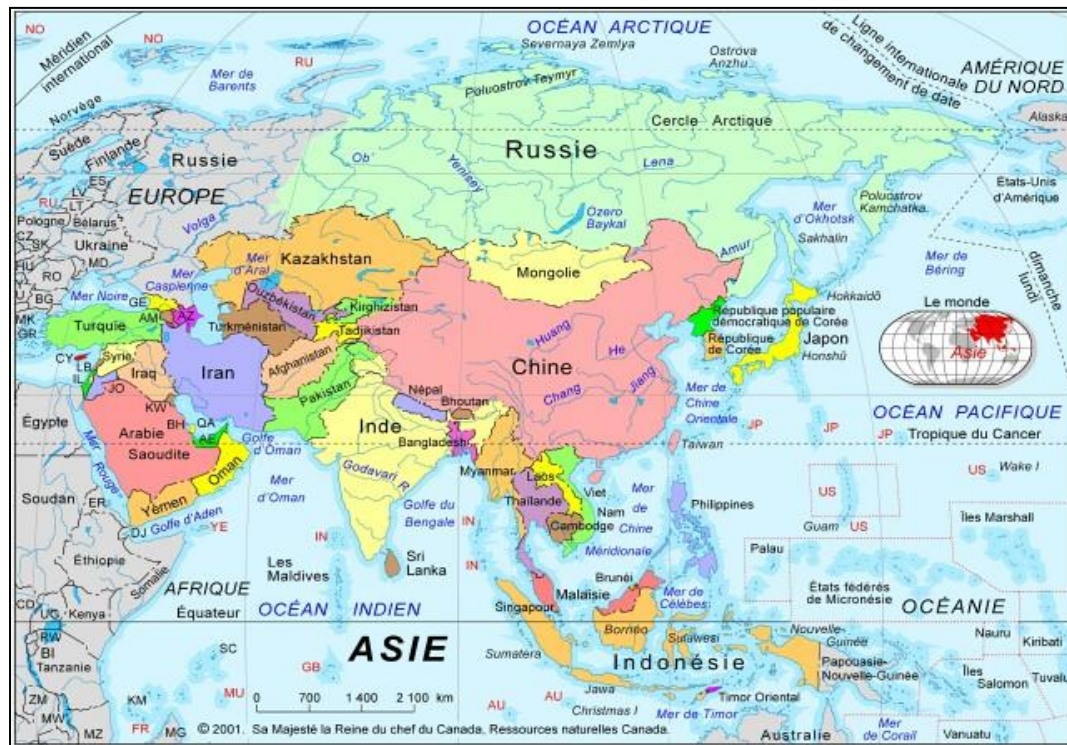 NO
NO
RU
Méridien
international
Mer de
Barents
OCÉAN ARCTIQUE
Severnaya Zemlya
Ostrova
Anzhu
Poluostrov Taymyr
Ligne internationale
de changement de date
AMÉRIQUE
DU NORD
Alaska
Norvège
Suède
Finlande
Russie
Cercle Arctique
Russie
Ob'
Yenisey
Lena
EUROPE
ES
LV
LT
RU
Pologne
Bélarus
Volga
Ozero
Baykal
Mer
d'Okhotsk
Poluostrov
Kamchatka
États-Unis
d'Amérique
CZ
SK
Ukraine
HU
MD
RO
Y
BG
Mer
d'Aral
Kazakhstan
Amur
Sakhalin
Mer de
Béring
dimanche
lundi
Mer Noire
Mer
Caspienne
Mongolie
Ouzbékistan
Kirghizistan
Hokkaidō
Le monde
MK
GR
GE
AM
AZ
Turquie
Turkménistan
Tadjikistan
République populaire
démocratique de Corée
République
de Corée
Japon
Honshū
Asie
CY
LB
IL
Syrie
Iraq
JO
Iran
Afghanistan
Chine
Huang
He
Chang
Jiang
Pakistan
Népal
Bhoutan
Mer de
Chine
Orientale
KW
Égypte
Arabie
Saoudite
BH
QA
AE
Golfe
d'Oman
Inde
Bangladesh
Taiwan
JP
JP
JP
OCÉAN PACIFIQUE
Tropique du Cancer
Mer Rouge
Oman
Mer
d'Oman
Godavari R.
Myanmar
Laos
US
Wake I
Soudan
ER
Yémen
Golfe du
Bengale
Thaïlande
Viet
Nam
Mer
de
Chine
Méridionale
Philippines
US
Guam
US
Îles Marshall
DJ
Golfe d'Aden
YE
IN
IN
IN
Cambodge
Éthiopie
Somalie
Les
Maldives
Sri
Lanka
Palau
AFRIQUE
Brunéi
Malaisie
Mer de
Célèbes
États fédérés
de Micronésie
OCÉANIE
CD
UG
Kenya
Équateur
OCÉAN INDIEN
Singapour
Bornéo
Sulawesi
Nouvelle-
Guinée
Nauru
Kiribati
RW
BI
Tanzanie
SC
GB
ASIE
Sumatera
Indonésie
Papouasie-
Nouvelle-Guinée
Îles
Salomon
Tuvalu
ZM
MW
MZ
KM
MU
FR
MG
0 700 1 400 2 100 km
AU
AU
Jawa
Christmas I
Timor Oriental
Mer de Timor
Australie
Mer
de Corail
Vanuatu
© 2001. Sa Majesté la Reine du chef du Canada, Ressources naturelles Canada.